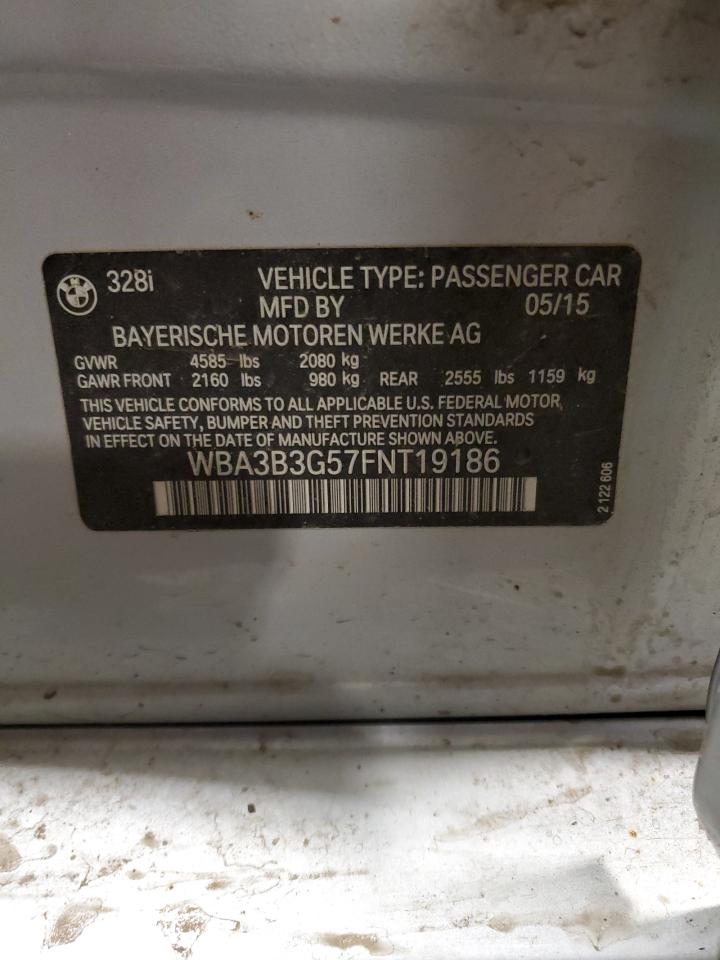 328i VEHICLE TYPE: PASSENGER CAR
MFD BY 05/15
BAYERISCHE MOTOREN WERKE AG
GVWR 4585 lbs 2080 kg
GAWR FRONT 2160 lbs 980 kg REAR 2555 lbs 1159 kg
THIS VEHICLE CONFORMS TO ALL APPLICABLE U.S. FEDERAL MOTOR
VEHICLE SAFETY, BUMPER AND THEFT PREVENTION STANDARDS
IN EFFECT ON THE DATE OF MANUFACTURE SHOWN ABOVE.
WBA3B3G57FNT19186
2 122 606